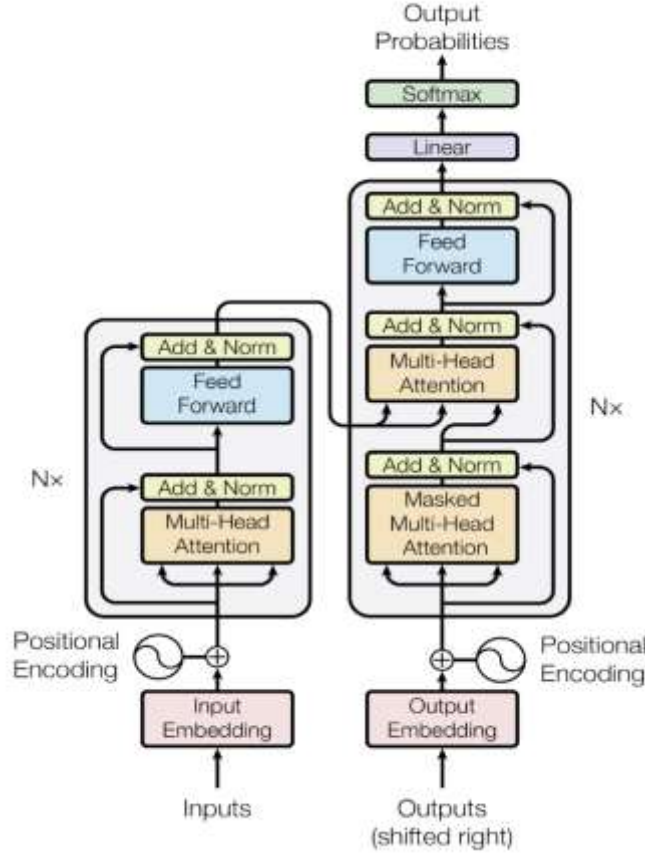 Output
Probabilities
Softmax
Linear
Add & Norm
Feed
Forward
Add & Norm
Multi-Head
Attention
Add & Norm
Masked
Multi-Head
Attention
N×
Add & Norm
Feed
Forward
Add & Norm
Multi-Head
Attention
N×
Positional
Encoding
Positional
Encoding
Input
Embedding
Output
Embedding
Inputs
Outputs
(shifted right)